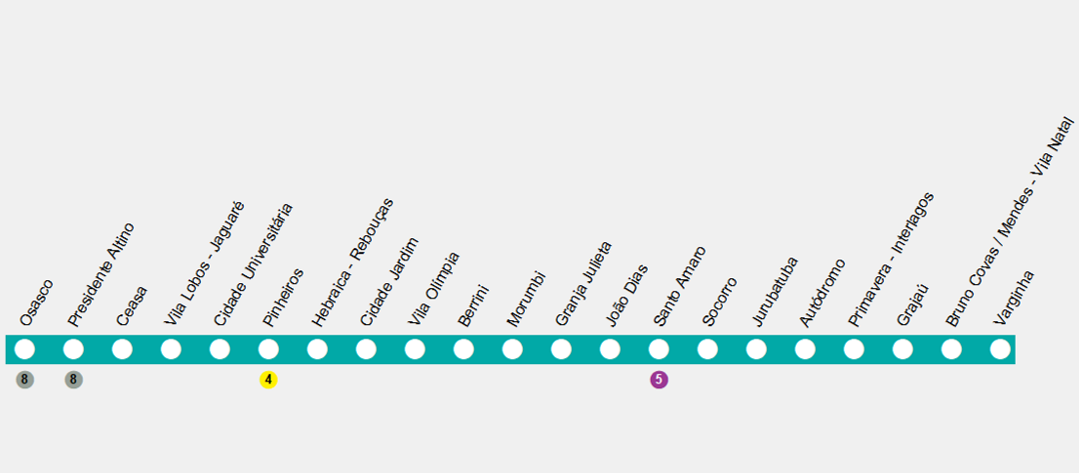 Osasco
Presidente Altino
Ceasa
Vila Lobos - Jaguaré
Cidade Universitária
Pinheiros
Hebraica - Rebouças
Cidade Jardim
Vila Olímpia
Berrini
Morumbi
Granja Julieta
João Dias
Santo Amaro
Socorro
Jurubatuba
Autódromo
Primavera - Interlagos
Grajaú
Bruno Covas / Mendes - Vila Natal
Varginha
8
8
4
5